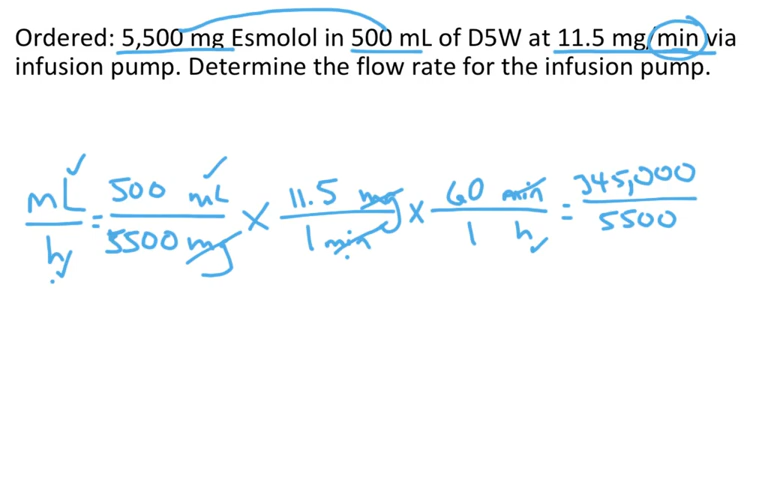 Ordered: 5,500 mg Esmolol in 500 mL of D5W at 11.5 mg/min via
infusion pump. Determine the flow rate for the infusion pump.
mL/h = 500 mL/5500 mg × 11.5 mg/1 min × 60 min/1 h = 345,000/5500